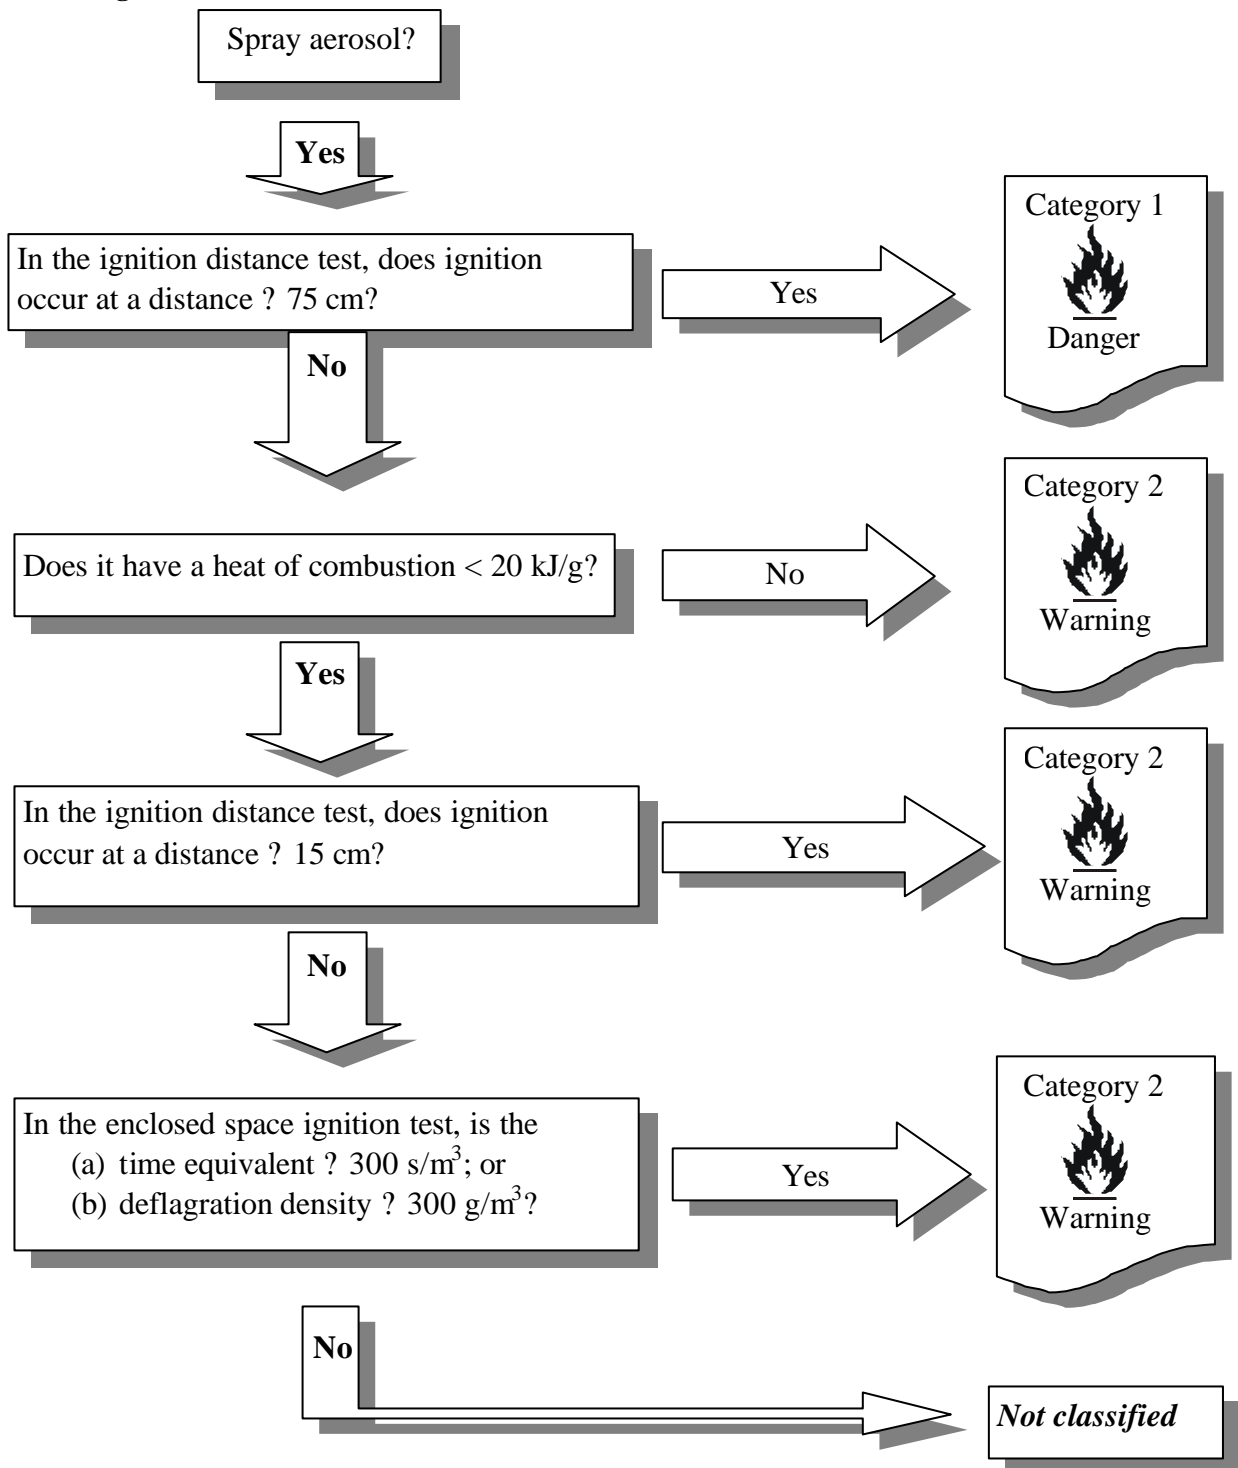 Spray aerosol?
Yes
In the ignition distance test, does ignition
occur at a distance ? 75 cm?
Yes
Category 1
Danger
No
Does it have a heat of combustion < 20 kJ/g?
No
Category 2
Warning
Yes
In the ignition distance test, does ignition
occur at a distance ? 15 cm?
Yes
Category 2
Warning
No
In the enclosed space ignition test, is the
(a) time equivalent ? 300 s/m³; or
(b) deflagration density ? 300 g/m³?
Yes
Category 2
Warning
No
Not classified